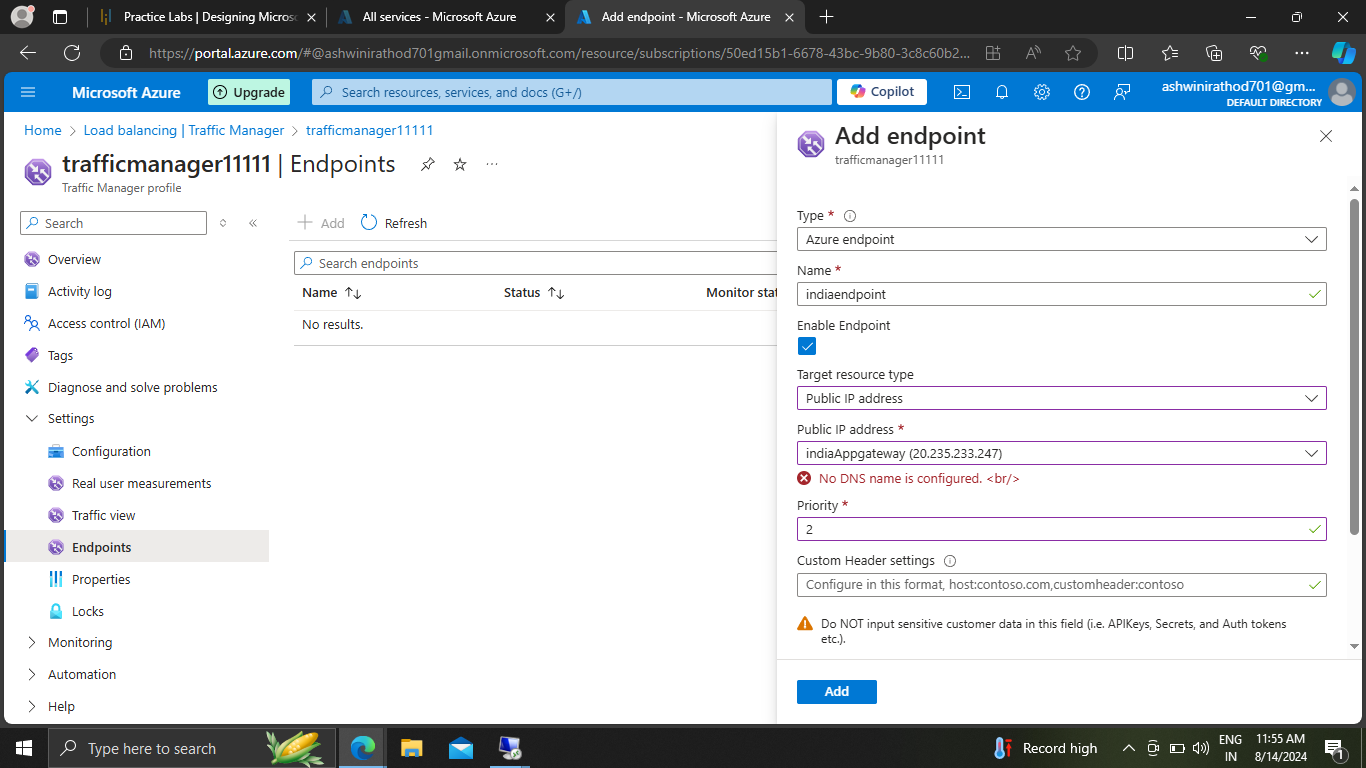 Practice Labs | Designing Micros
All services - Microsoft Azure
Add endpoint - Microsoft Azure
https://portal.azure.com/#@ashwinirathod701gmail.onmicrosoft.com/resource/subscriptions/50ed15b1-6678-43bc-9b80-3c8c60b2...
Microsoft Azure
Upgrade
Search resources, services, and docs (G+/)
Copilot
ashwinirathod701@gm...
DEFAULT DIRECTORY
Home > Load balancing | Traffic Manager > trafficmanager11111
trafficmanager11111 | Endpoints
Traffic Manager profile
Search
Overview
Activity log
Access control (IAM)
Tags
Diagnose and solve problems
Settings
Configuration
Real user measurements
Traffic view
Endpoints
Properties
Locks
Monitoring
Automation
Help
Add
Refresh
Search endpoints
Name
Status
Monitor stat
No results.
Add endpoint
trafficmanager11111
Type *
Azure endpoint
Name *
indiaendpoint
Enable Endpoint
Target resource type
Public IP address
Public IP address *
indiaAppgateway (20.235.233.247)
No DNS name is configured. <br/>
Priority *
2
Custom Header settings
Configure in this format, host:contoso.com,customheader:contoso
Do NOT input sensitive customer data in this field (i.e. APIKeys, Secrets, and Auth tokens
etc.).
Add
Type here to search
Record high
ENG
IN
11:55 AM
8/14/2024
1